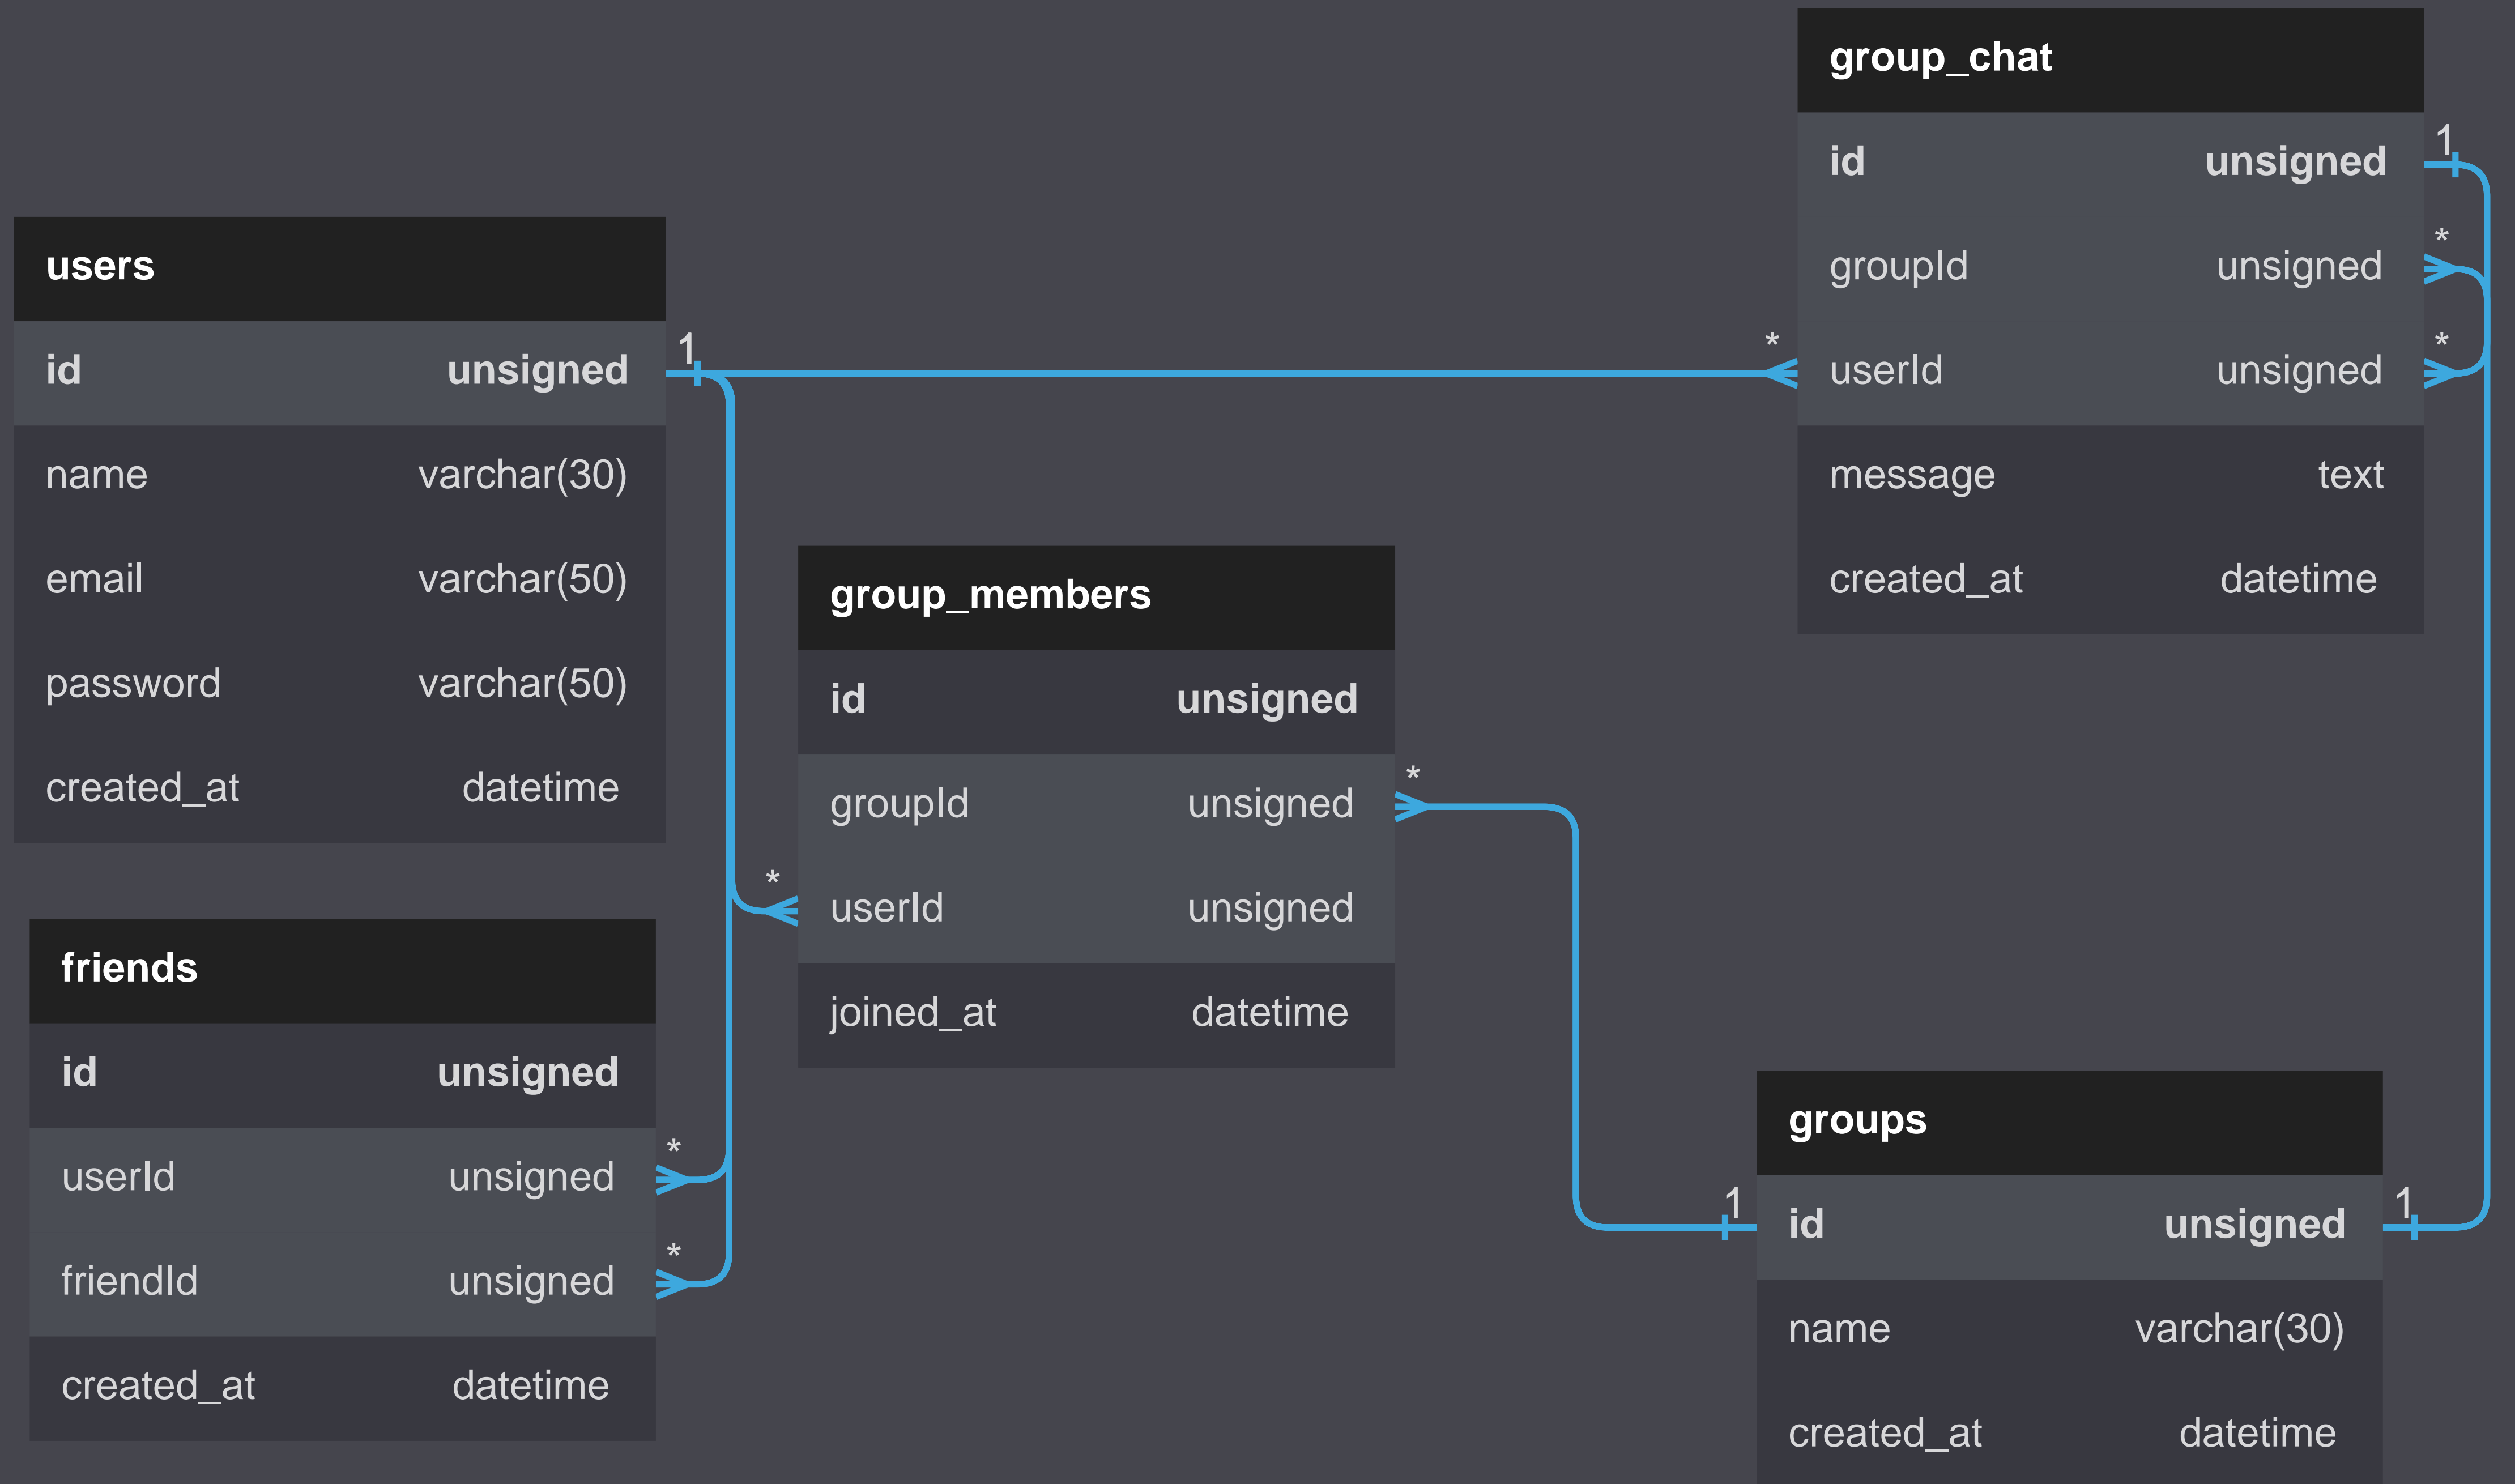 users
id unsigned
name varchar(30)
email varchar(50)
password varchar(50)
created_at datetime
friends
id unsigned
userId unsigned
friendId unsigned
created_at datetime
group_members
id unsigned
groupId unsigned
userId unsigned
joined_at datetime
group_chat
id unsigned
groupId unsigned
userId unsigned
message text
created_at datetime
groups
id unsigned
name varchar(30)
created_at datetime
1
*
*
*
*
*
1
1
1
*
*